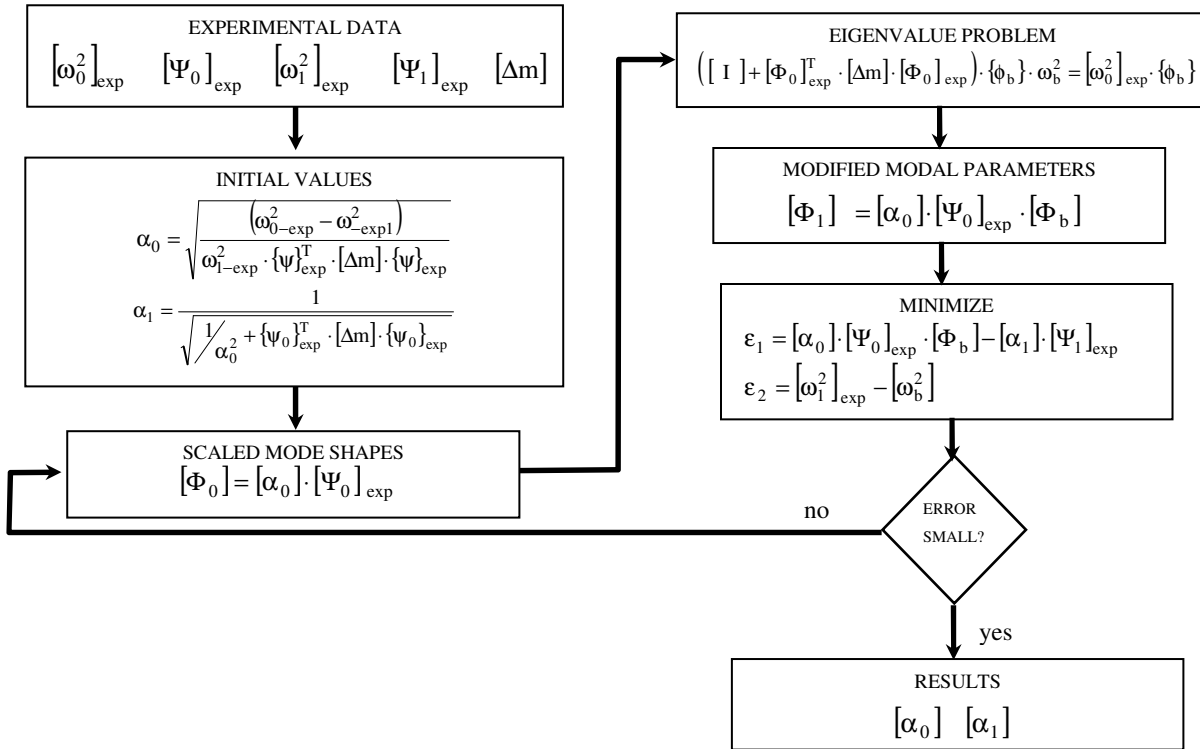 EXPERIMENTAL DATA
[ω₀²]exp [Ψ₀]exp [ω₁²]exp [Ψ₁]exp [Δm]
INITIAL VALUES
α₀ = √((ω²₀₋exp − ω²₋exp1) / (ω²₁₋exp · {ψ}ᵀexp · [Δm] · {ψ}exp))
α₁ = 1 / √(1/α₀² + {ψ₀}ᵀexp · [Δm] · {ψ₀}exp)
SCALED MODE SHAPES
[Φ₀] = [α₀] · [Ψ₀]exp
EIGENVALUE PROBLEM
([ I ] + [Φ₀]ᵀexp · [Δm] · [Φ₀]exp) · {ϕb} · ωb² = [ω₀²]exp · {ϕb}
MODIFIED MODAL PARAMETERS
[Φ₁] = [α₀] · [Ψ₀]exp · [Φb]
MINIMIZE
ε₁ = [α₀] · [Ψ₀]exp · [Φb] − [α₁] · [Ψ₁]exp
ε₂ = [ω₁²]exp − [ωb²]
ERROR
SMALL?
no
yes
RESULTS
[α₀] [α₁]